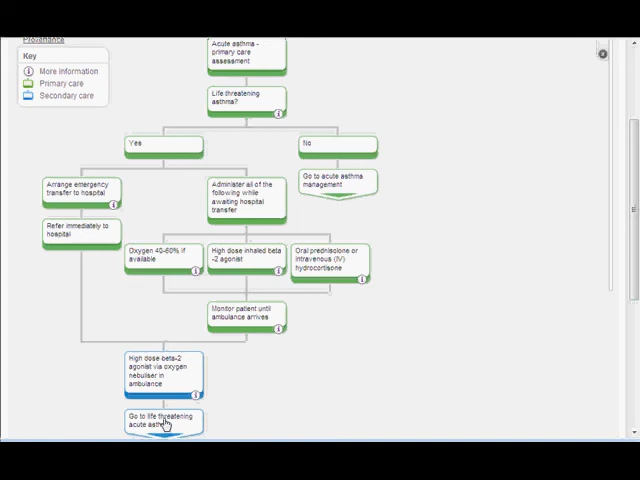 Provenance
Key
More information
Primary care
Secondary care
Acute asthma -
primary care
assessment
Life threatening
asthma?
i
Yes
No
Arrange emergency
transfer to hospital
i
Administer all of the
following while
awaiting hospital
transfer
Go to acute asthma
management
Refer immediately to
hospital
Oxygen 40-60% if
available
i
High dose inhaled beta
-2 agonist
i
Oral prednisolone or
intravenous (IV)
hydrocortisone
i
Monitor patient until
ambulance arrives
i
High dose beta-2
agonist via oxygen
nebuliser in
ambulance
i
Go to life threatening
acute asthma